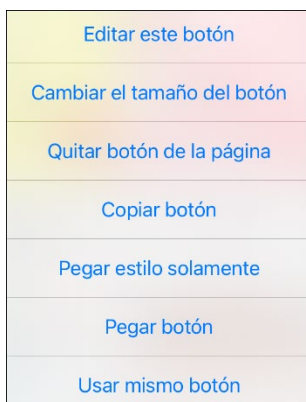 Editar este botón
Cambiar el tamaño del botón
Quitar botón de la página
Copiar botón
Pegar estilo solamente
Pegar botón
Usar mismo botón